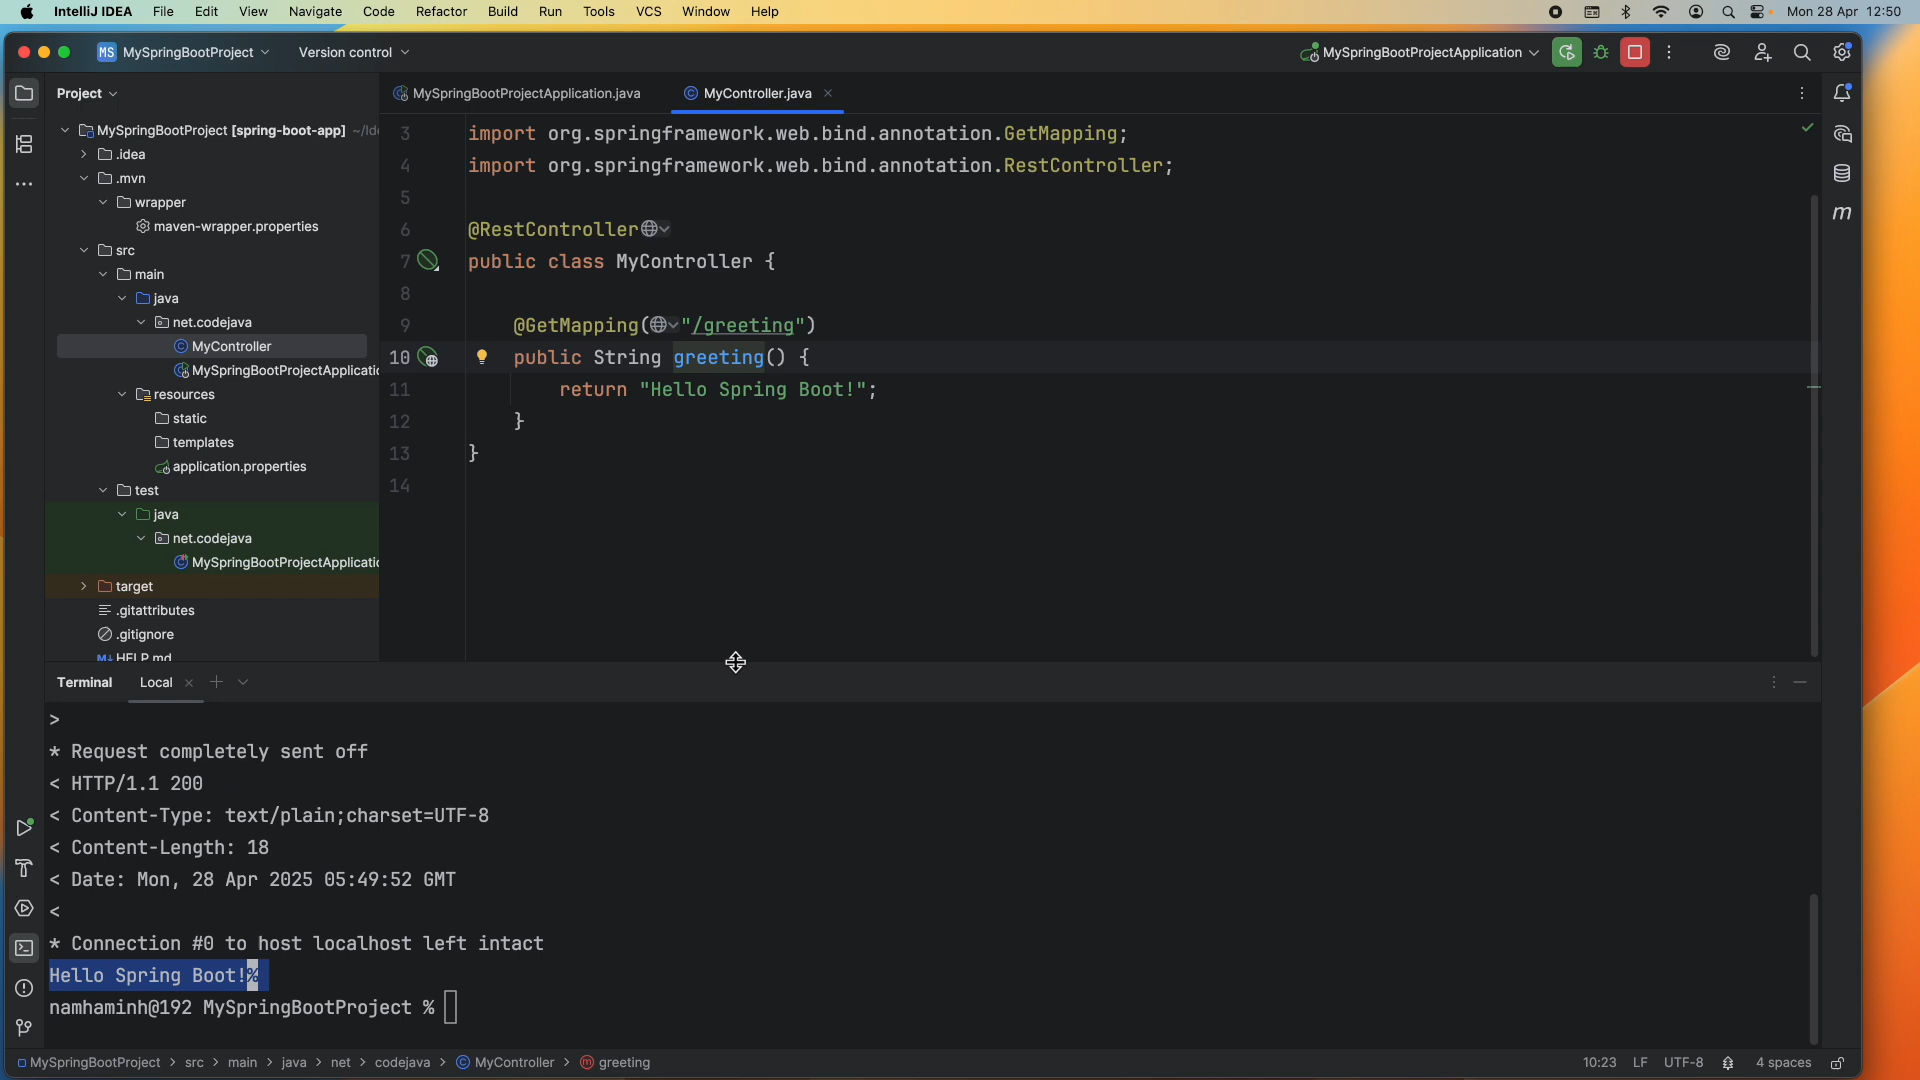 IntelliJ IDEA File Edit View Navigate Code Refactor Build Run Tools VCS Window Help Mon 28 Apr 12:50
MS MySpringBootProject Version control MySpringBootProjectApplication
Project
MySpringBootProject [spring-boot-app] ~/Ide
.idea
.mvn
wrapper
maven-wrapper.properties
src
main
java
net.codejava
MyController
MySpringBootProjectApplicatio
resources
static
templates
application.properties
test
java
net.codejava
MySpringBootProjectApplicatio
target
.gitattributes
.gitignore
M↓ HELP.md
MySpringBootProjectApplication.java MyController.java
3 import org.springframework.web.bind.annotation.GetMapping;
4 import org.springframework.web.bind.annotation.RestController;
5
6 @RestController
7 public class MyController {
8
9 @GetMapping("/greeting")
10 public String greeting() {
11 return "Hello Spring Boot!";
12 }
13 }
14
m
Terminal Local
>
* Request completely sent off
< HTTP/1.1 200
< Content-Type: text/plain;charset=UTF-8
< Content-Length: 18
< Date: Mon, 28 Apr 2025 05:49:52 GMT
<
* Connection #0 to host localhost left intact
Hello Spring Boot!%
namhaminh@192 MySpringBootProject %
MySpringBootProject > src > main > java > net > codejava > MyController > greeting 10:23 LF UTF-8 4 spaces